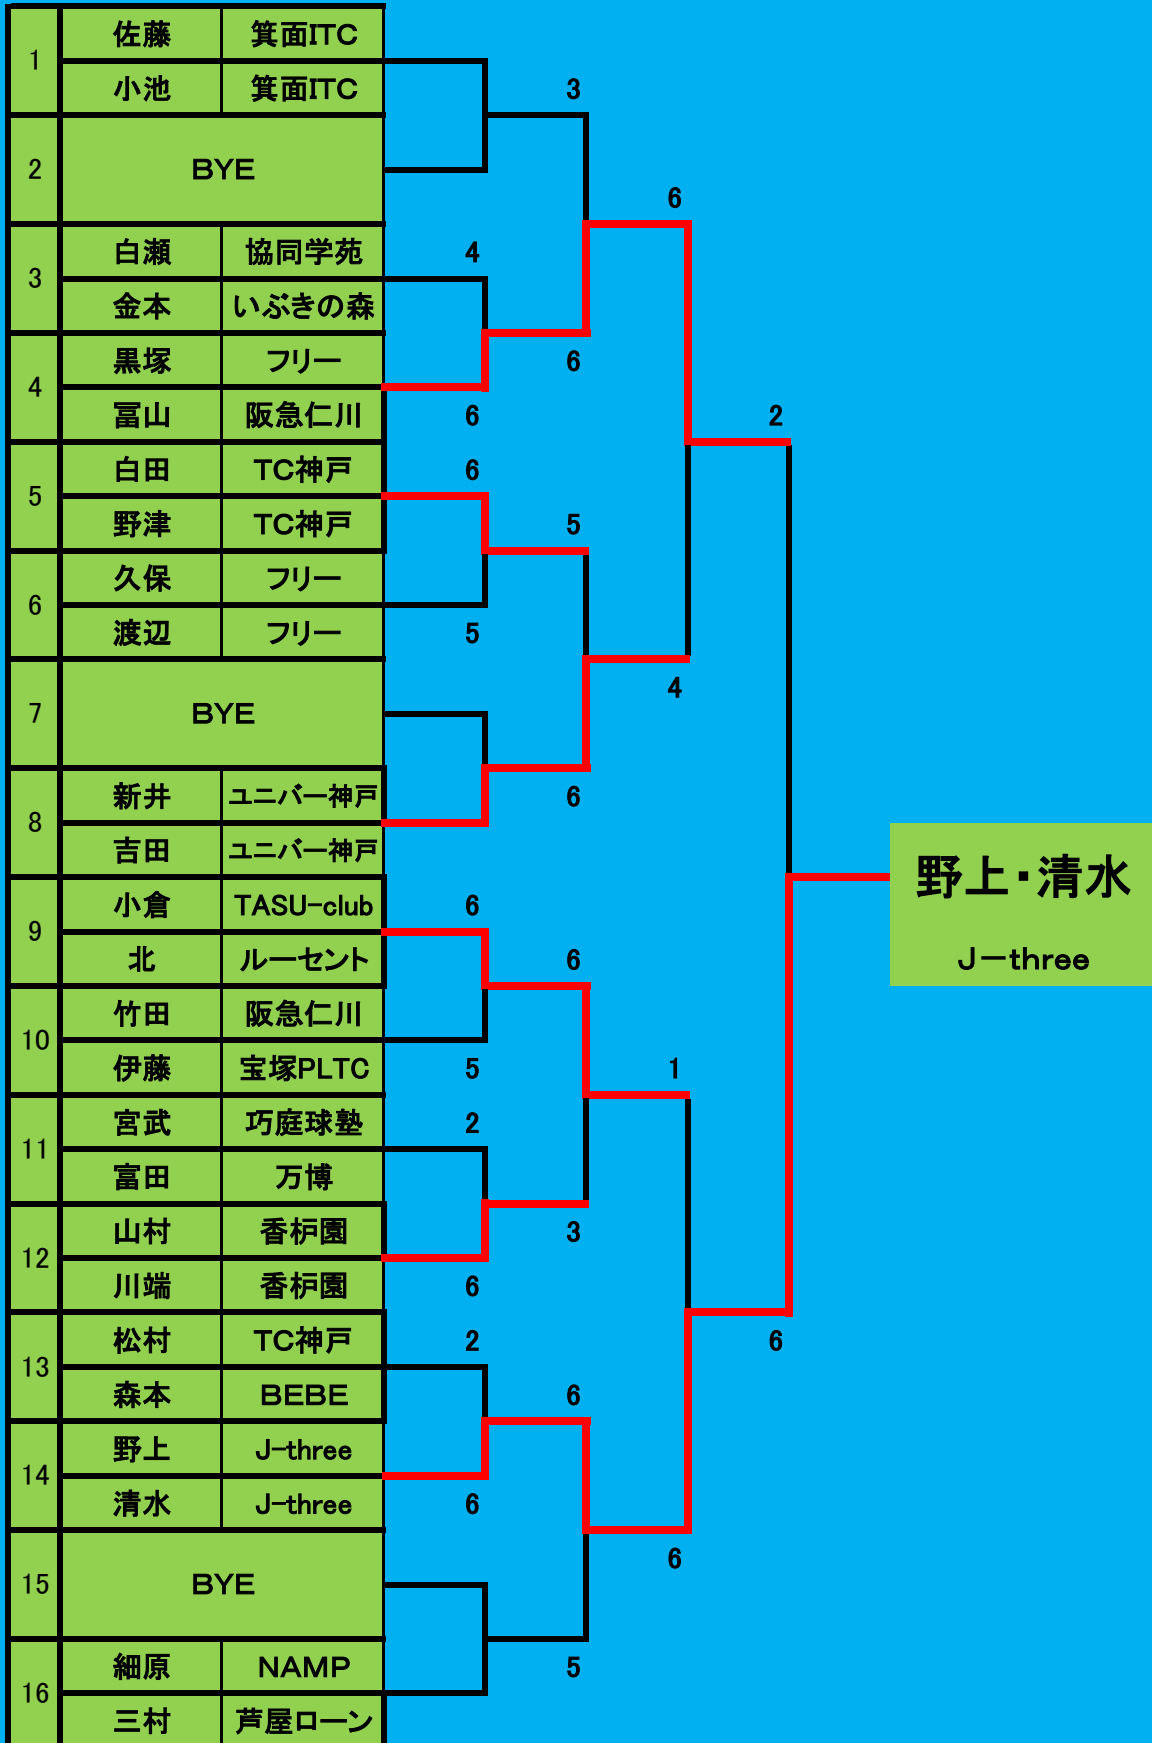 1 佐藤 箕面ITC
小池 箕面ITC
3
2 BYE
6
3 白瀬 協同学苑 4
金本 いぶきの森
4 黒塚 フリー 6
冨山 阪急仁川 6 2
5 白田 TC神戸 6
野津 TC神戸 5
6 久保 フリー
渡辺 フリー 5
4
7 BYE
8 新井 ユニバー神戸 6
吉田 ユニバー神戸
野上・清水
9 小倉 TASU-club 6
北 ルーセント 6
J-three
10 竹田 阪急仁川
伊藤 宝塚PLTC 5 1
11 宮武 巧庭球塾 2
富田 万博
12 山村 香枦園 3
川端 香枦園 6
13 松村 TC神戸 2 6
森本 BEBE 6
14 野上 J-three
清水 J-three 6
6
15 BYE
16 細原 NAMP 5
三村 芦屋ローン